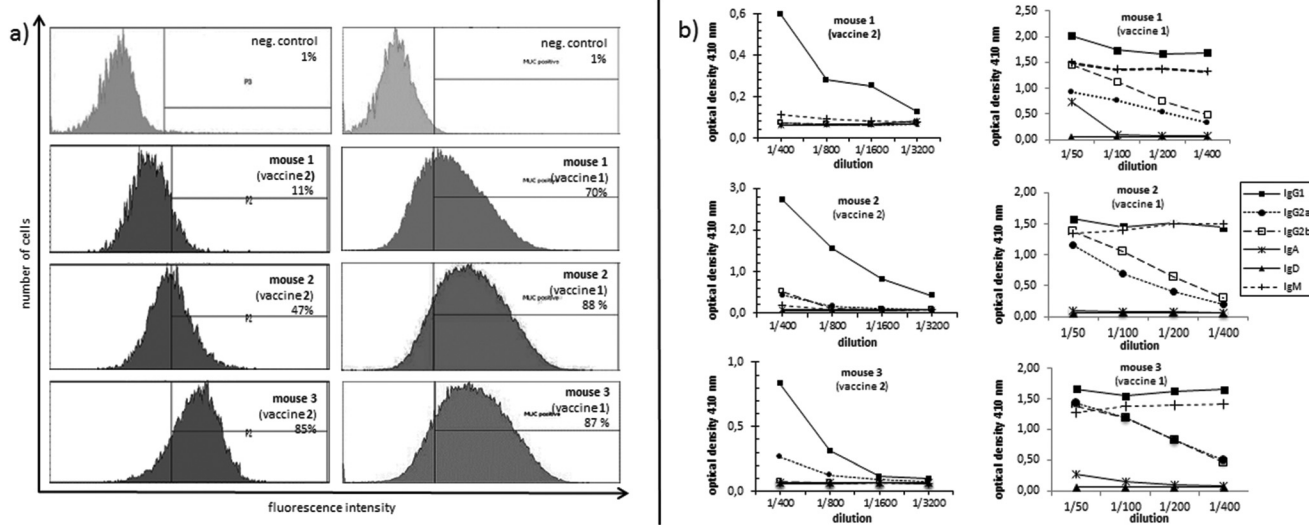 a)
neg. control
1%
P3
neg. control
1%
MUC positive
mouse 1
(vaccine 2)
11%
P2
mouse 1
(vaccine 1)
MUC positive
70%
mouse 2
(vaccine 2)
47%
P2
mouse 2
(vaccine 1)
MUC positive
88 %
mouse 3
(vaccine 2)
P2
85%
mouse 3
(vaccine 1)
MUC positive
87 %
number of cells
fluorescence intensity
b)
mouse 1
(vaccine 2)
optical density 410 nm
0,6
0,4
0,2
0,0
1/400 1/800 1/1600 1/3200
dilution
mouse 1
(vaccine 1)
optical density 410 nm
2,50
2,00
1,50
1,00
0,50
0,00
1/50 1/100 1/200 1/400
dilution
mouse 2
(vaccine 2)
optical density 410 nm
3,0
2,0
1,0
0,0
1/400 1/800 1/1600 1/3200
dilution
mouse 2
(vaccine 1)
optical density 410 nm
2,00
1,50
1,00
0,50
0,00
1/50 1/100 1/200 1/400
dilution
IgG1
IgG2a
IgG2b
IgA
IgD
IgM
mouse 3
(vaccine 2)
optical density 410 nm
1,0
0,5
0,0
1/400 1/800 1/1600 1/3200
dilution
mouse 3
(vaccine 1)
optical density 410 nm
2,00
1,50
1,00
0,50
0,00
1/50 1/100 1/200 1/400
dilution